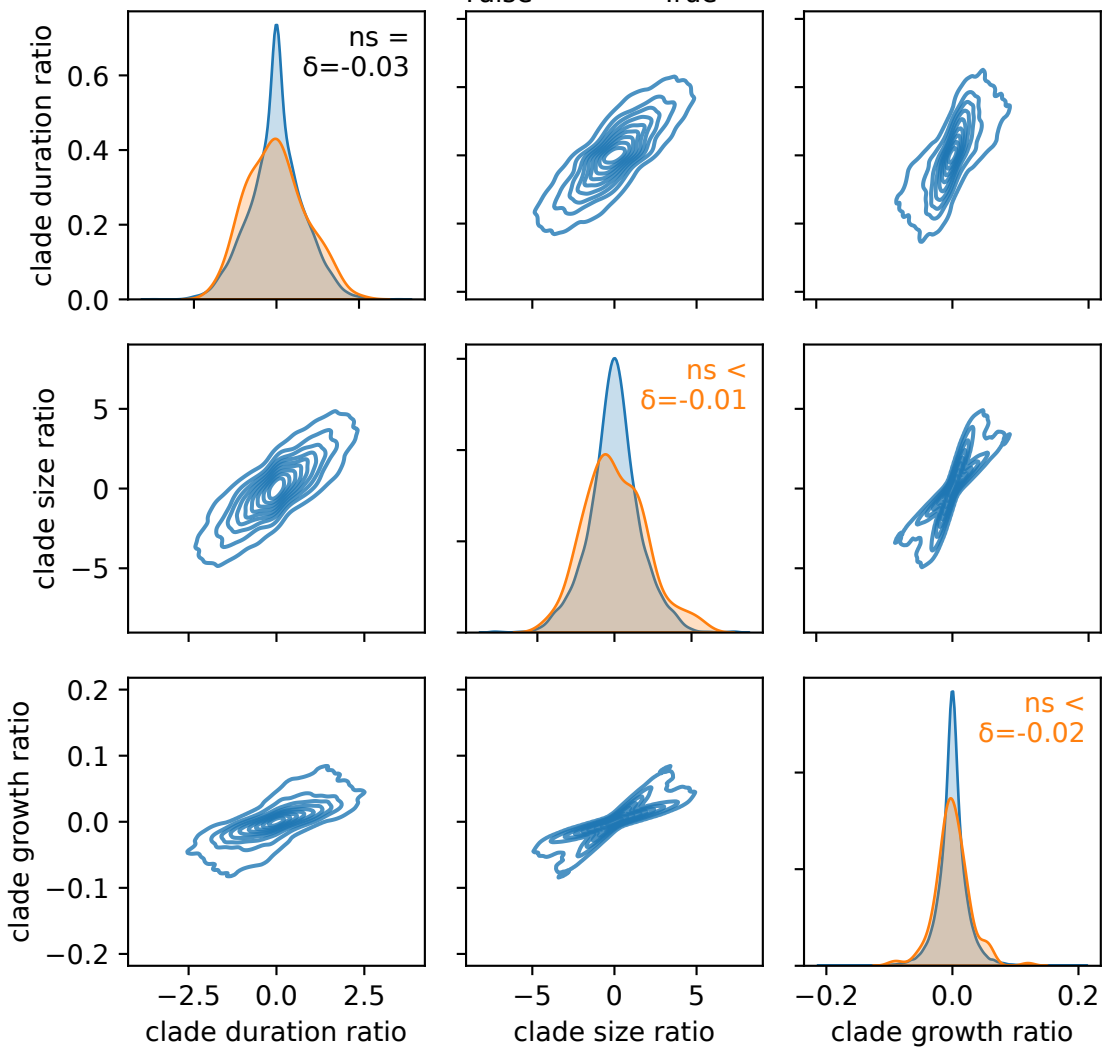 clade duration ratio
0.6
0.4
0.2
0.0
ns =
δ=-0.03
clade size ratio
5
0
−5
ns <
δ=-0.01
clade growth ratio
0.2
0.1
0.0
−0.1
−0.2
ns <
δ=-0.02
−2.5 0.0 2.5
−5 0 5
−0.2 0.0 0.2
clade duration ratio
clade size ratio
clade growth ratio